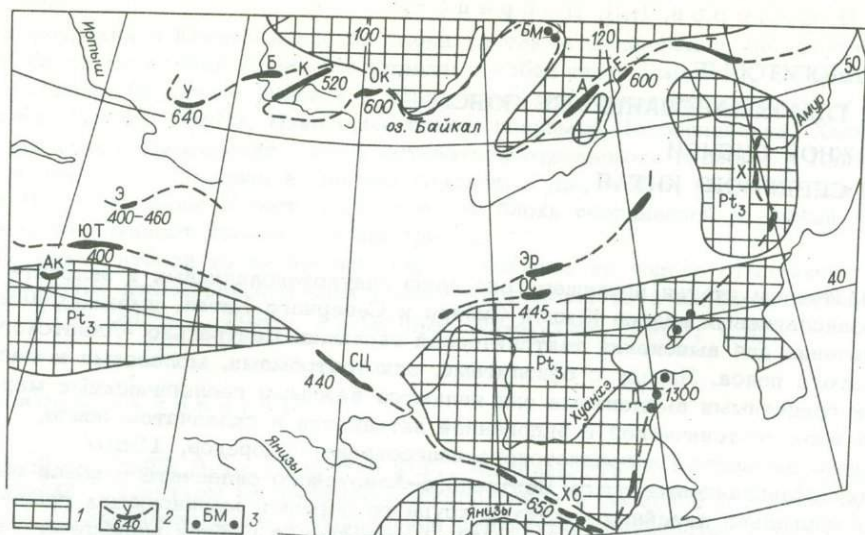 Иртыш
100
БМ
120
Т
50
Б
К
520
Ок
600
Е
600
А
У
640
оз. Байкал
Амур
Х
Pt₃
Э
400-460
ЮТ
400
Ак
Эр
ОС
445
40
Pt₃
СЦ
440
Pt₃
Хуанхэ
1300
Янцзы
Хб
650
Янцзы
1
У
640
2
БМ
3